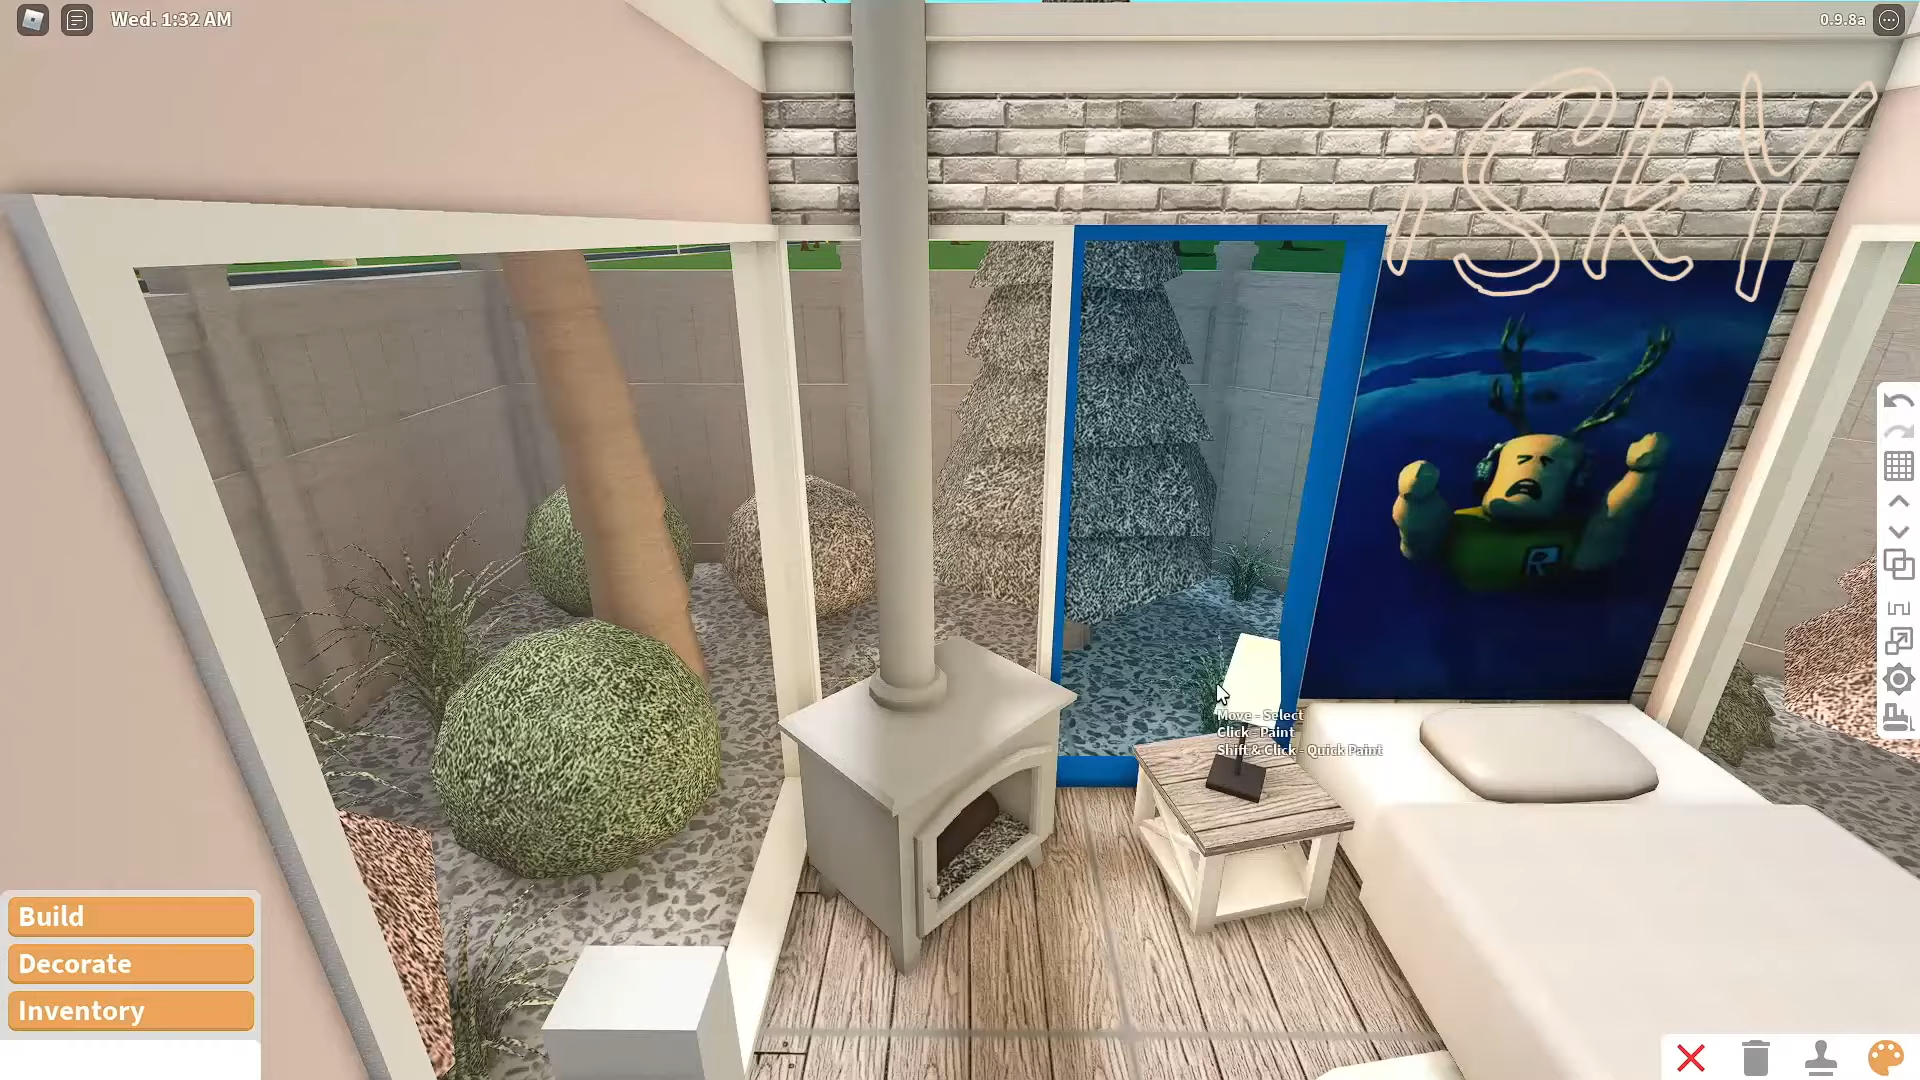 Wed. 1:32 AM
0.9.8a
iSkY
R
Move - Select
Click - Paint
Shift & Click - Quick Paint
Build
Decorate
Inventory